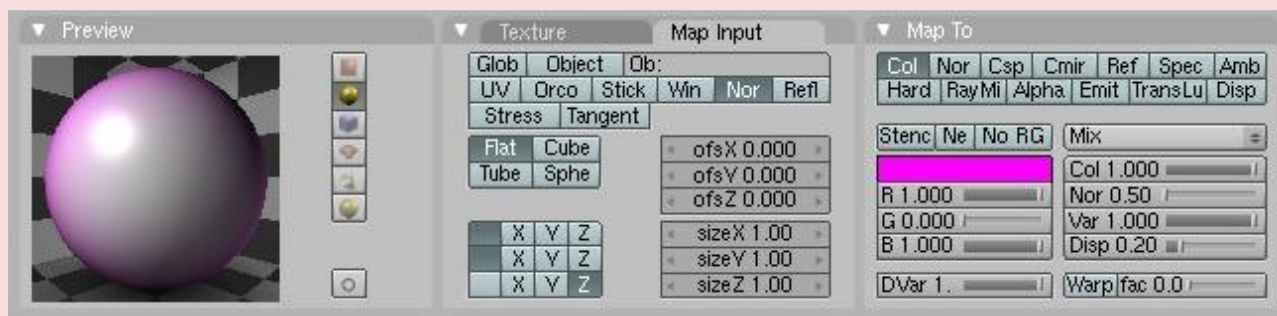 Preview
Texture Map Input
Glob Object Ob:
UV Orco Stick Win Nor Refl
Stress Tangent
Flat Cube
Tube Sphe
ofsX 0.000
ofsY 0.000
ofsZ 0.000
X Y Z
X Y Z
X Y Z
sizeX 1.00
sizeY 1.00
sizeZ 1.00
Map To
Col Nor Csp Cmir Ref Spec Amb
Hard RayMi Alpha Emit TransLu Disp
Stenc Ne No RG
Mix
R 1.000
G 0.000
B 1.000
Col 1.000
Nor 0.50
Var 1.000
Disp 0.20
DVar 1.
Warp fac 0.0